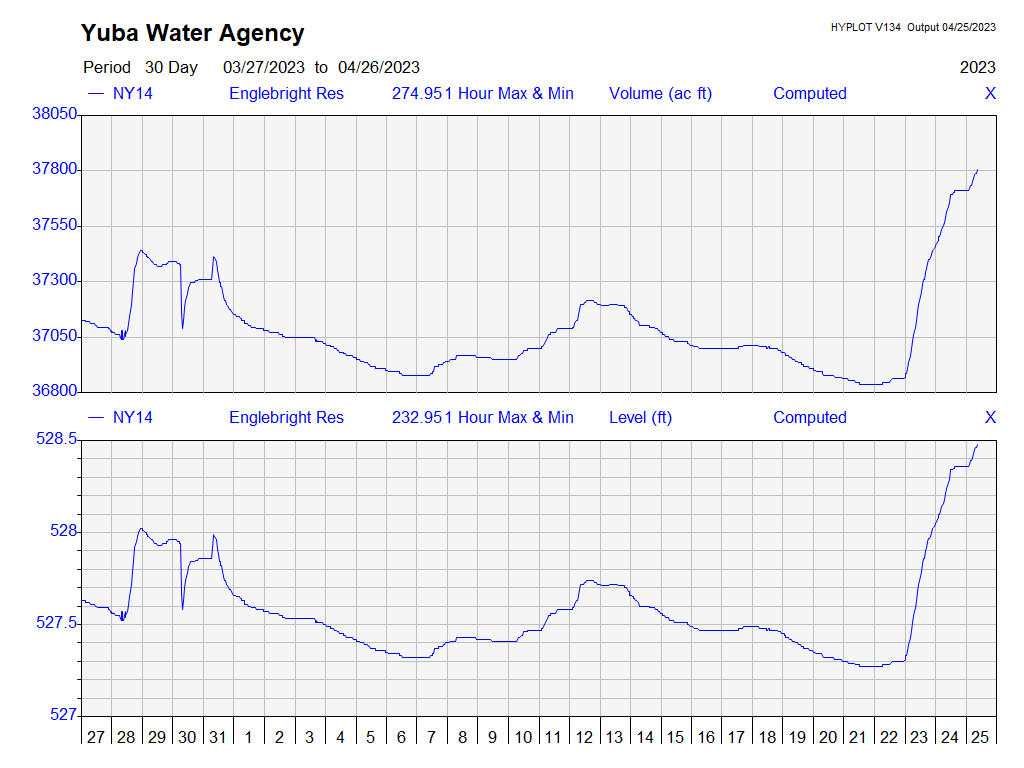 Yuba Water Agency
HYPLOT V134 Output 04/25/2023
Period 30 Day 03/27/2023 to 04/26/2023 2023
NY14 Englebright Res 274.951 Hour Max & Min Volume (ac ft) Computed X
38050
37800
37550
37300
37050
36800
NY14 Englebright Res 232.951 Hour Max & Min Level (ft) Computed X
528.5
528
527.5
527
27 28 29 30 31 1 2 3 4 5 6 7 8 9 10 11 12 13 14 15 16 17 18 19 20 21 22 23 24 25